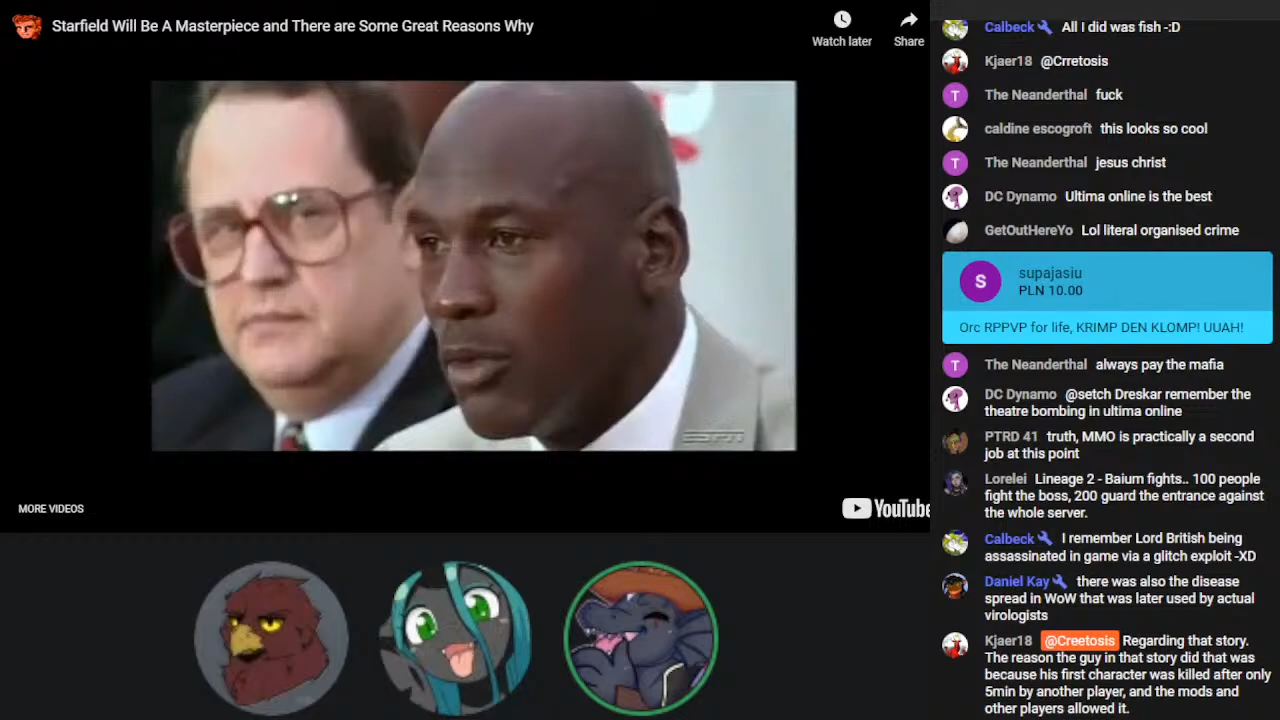 Starfield Will Be A Masterpiece and There are Some Great Reasons Why
Watch later
Share
ESPN
MORE VIDEOS
YouTube
Calbeck All I did was fish -:D
Kjaer18 @Crretosis
T The Neanderthal fuck
caldine escogroft this looks so cool
T The Neanderthal jesus christ
DC Dynamo Ultima online is the best
GetOutHereYo Lol literal organised crime
S supajasiu
PLN 10.00
Orc RPPVP for life, KRIMP DEN KLOMP! UUAH!
T The Neanderthal always pay the mafia
DC Dynamo @setch Dreskar remember the
theatre bombing in ultima online
PTRD 41 truth, MMO is practically a second
job at this point
Lorelei Lineage 2 - Baium fights.. 100 people
fight the boss, 200 guard the entrance against
the whole server.
Calbeck I remember Lord British being
assassinated in game via a glitch exploit -XD
Daniel Kay there was also the disease
spread in WoW that was later used by actual
virologists
Kjaer18 @Creetosis Regarding that story.
The reason the guy in that story did that was
because his first character was killed after only
5min by another player, and the mods and
other players allowed it.